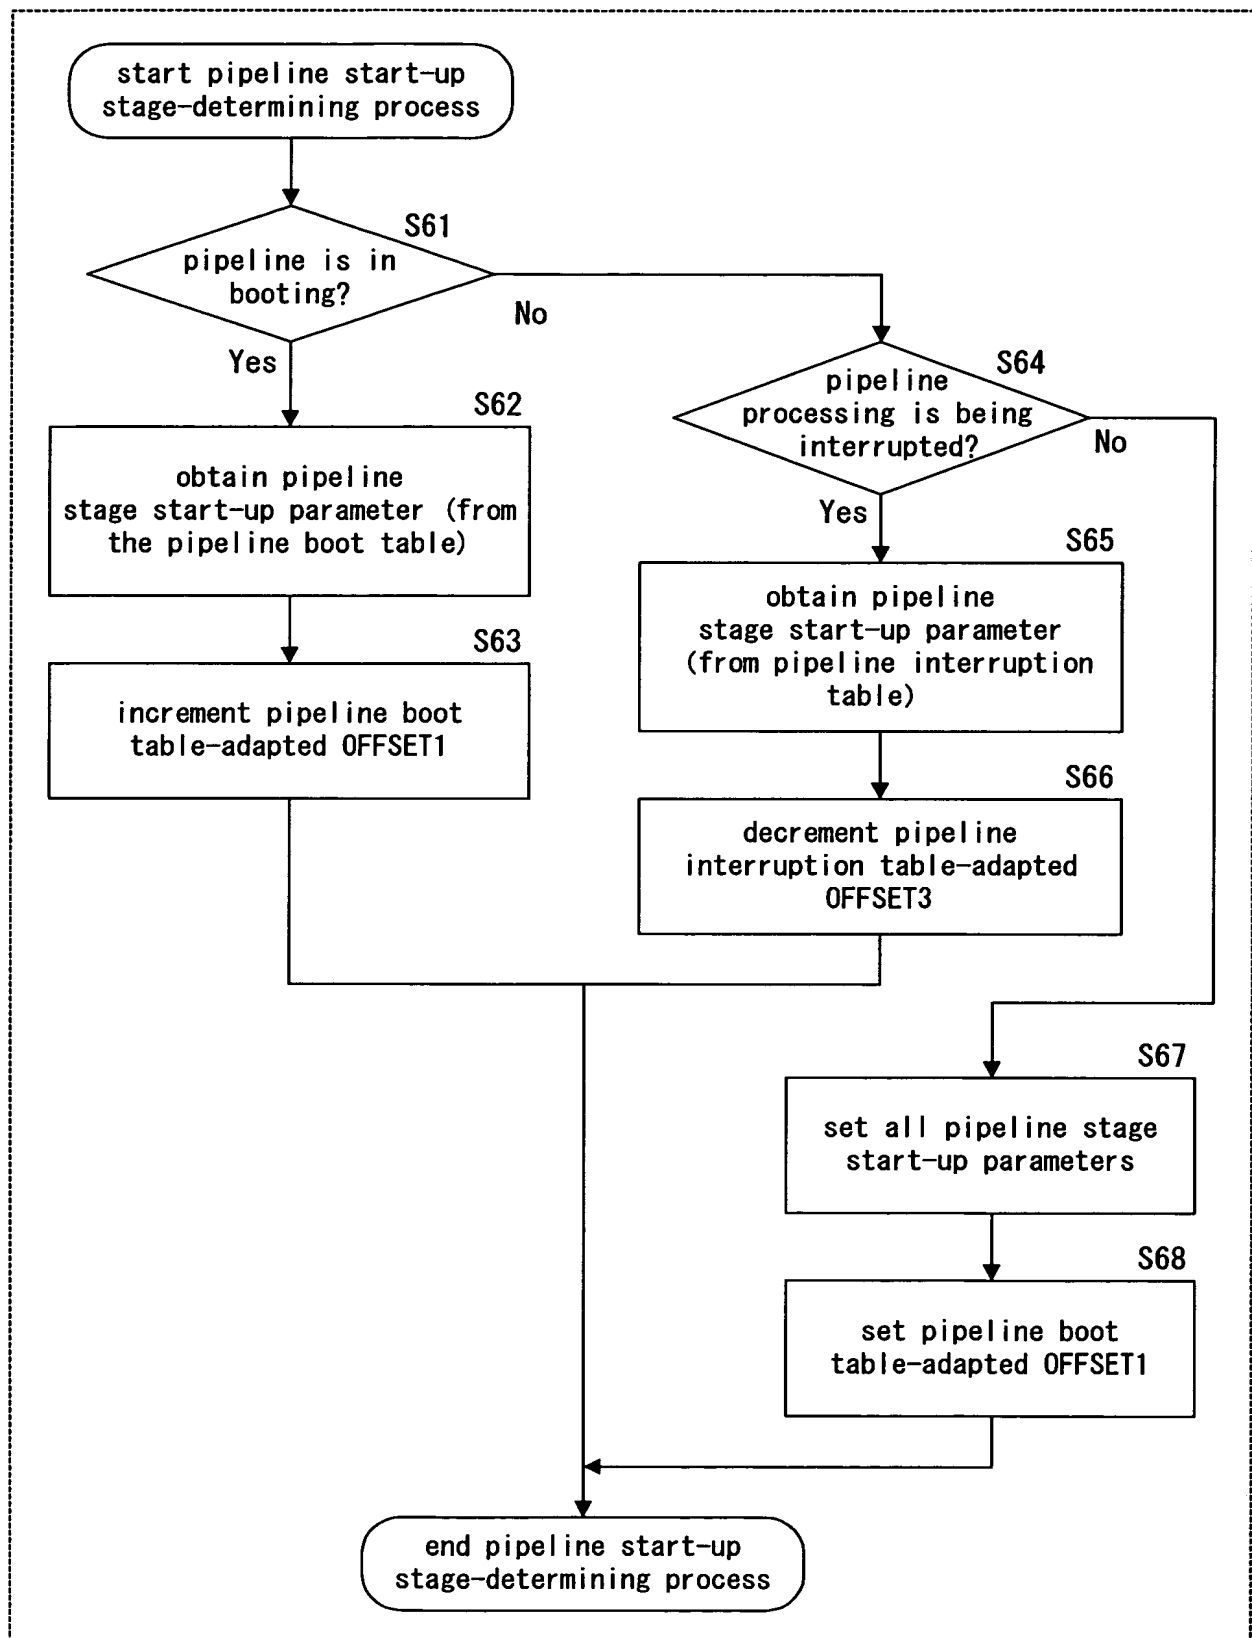 start pipeline start-up
stage-determining process
S61
pipeline is in
booting?
No
Yes
S62
obtain pipeline
stage start-up parameter (from
the pipeline boot table)
S63
increment pipeline boot
table-adapted OFFSET1
S64
pipeline
processing is being
interrupted?
No
Yes
S65
obtain pipeline
stage start-up parameter
(from pipeline interruption
table)
S66
decrement pipeline
interruption table-adapted
OFFSET3
S67
set all pipeline stage
start-up parameters
S68
set pipeline boot
table-adapted OFFSET1
end pipeline start-up
stage-determining process